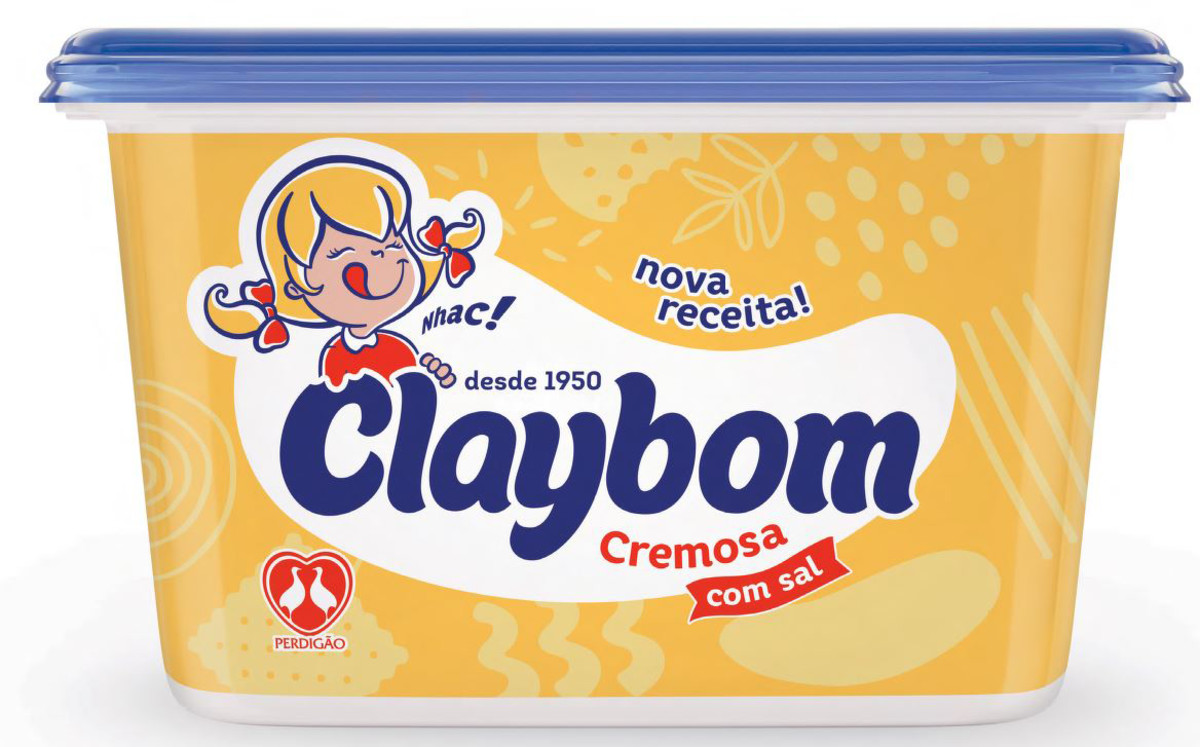 nova
receita!
Nhac!
desde 1950
Claybom
Cremosa
com sal
PERDIGÃO